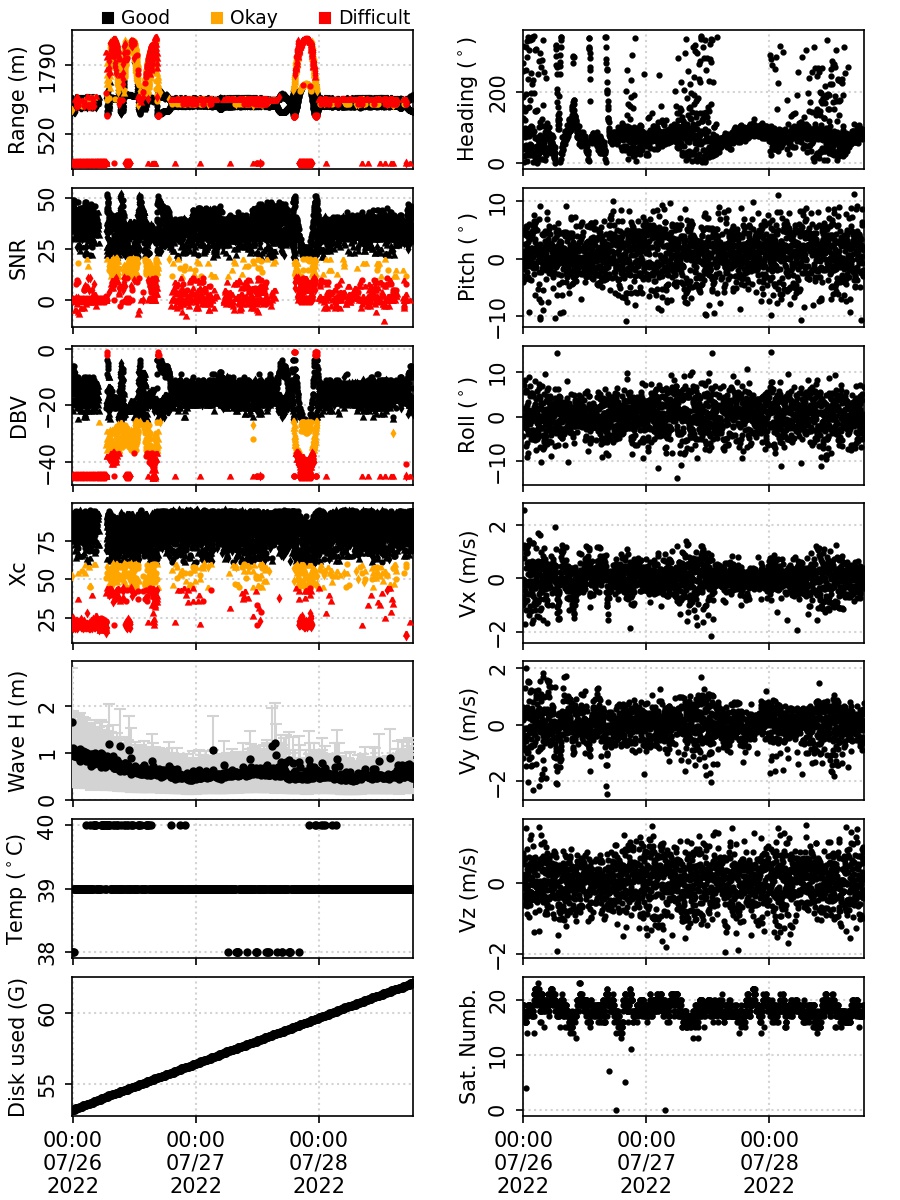 Good Okay Difficult
Range (m)
1790
520
Heading (°)
200
0
SNR
50
25
0
Pitch (°)
10
0
−10
DBV
0
−20
−40
Roll (°)
10
0
−10
Xc
75
50
25
Vx (m/s)
2
0
−2
Wave H (m)
2
1
0
Vy (m/s)
2
0
−2
Temp (°C)
40
39
38
Vz (m/s)
0
−2
Disk used (G)
60
55
Sat. Numb.
20
10
0
00:00 00:00 00:00
07/26 07/27 07/28
2022 2022 2022
00:00 00:00 00:00
07/26 07/27 07/28
2022 2022 2022